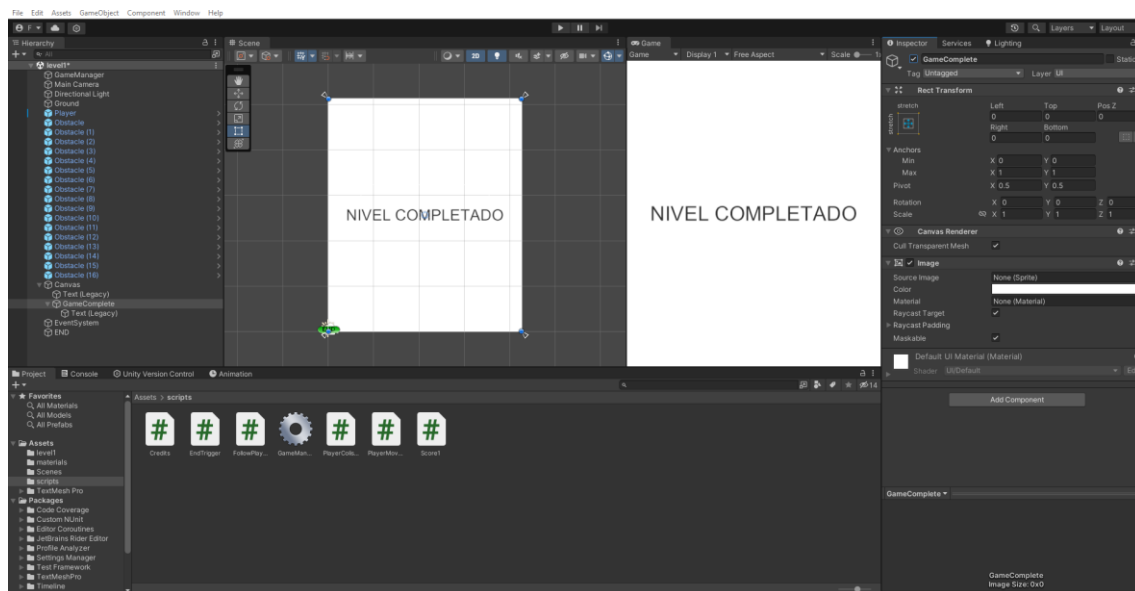 File Edit Assets GameObject Component Window Help
F
Layers Layout
Hierarchy
All
level1*
GameManager
Main Camera
Directional Light
Ground
Player
Obstacle
Obstacle (1)
Obstacle (2)
Obstacle (3)
Obstacle (4)
Obstacle (5)
Obstacle (6)
Obstacle (7)
Obstacle (8)
Obstacle (9)
Obstacle (10)
Obstacle (11)
Obstacle (12)
Obstacle (13)
Obstacle (14)
Obstacle (15)
Obstacle (16)
Canvas
Text (Legacy)
GameComplete
Text (Legacy)
EventSystem
END
Scene
2D
NIVEL COMPLETADO
Game
Game Display 1 Free Aspect Scale
NIVEL COMPLETADO
Inspector Services Lighting
GameComplete Static
Tag Untagged Layer UI
Rect Transform
stretch Left Top Pos Z
stretch 0 0 0
Right Bottom
0 0
Anchors
Min X 0 Y 0
Max X 1 Y 1
Pivot X 0.5 Y 0.5
Rotation X 0 Y 0 Z 0
Scale X 1 Y 1 Z 1
Canvas Renderer
Cull Transparent Mesh
Image
Source Image None (Sprite)
Color
Material None (Material)
Raycast Target
Raycast Padding
Maskable
Default UI Material (Material)
Shader UI/Default
Add Component
GameComplete
GameComplete
Image Size: 0x0
Project Console Unity Version Control Animation
14
Favorites
All Materials
All Models
All Prefabs
Assets
level1
materials
Scenes
scripts
TextMesh Pro
Packages
Code Coverage
Custom NUnit
Editor Coroutines
JetBrains Rider Editor
Profile Analyzer
Settings Manager
Test Framework
TextMeshPro
Timeline
Assets > scripts
# # # # # #
Credits EndTrigger FollowPlay... GameMan... PlayerColls... PlayerMov... Score1